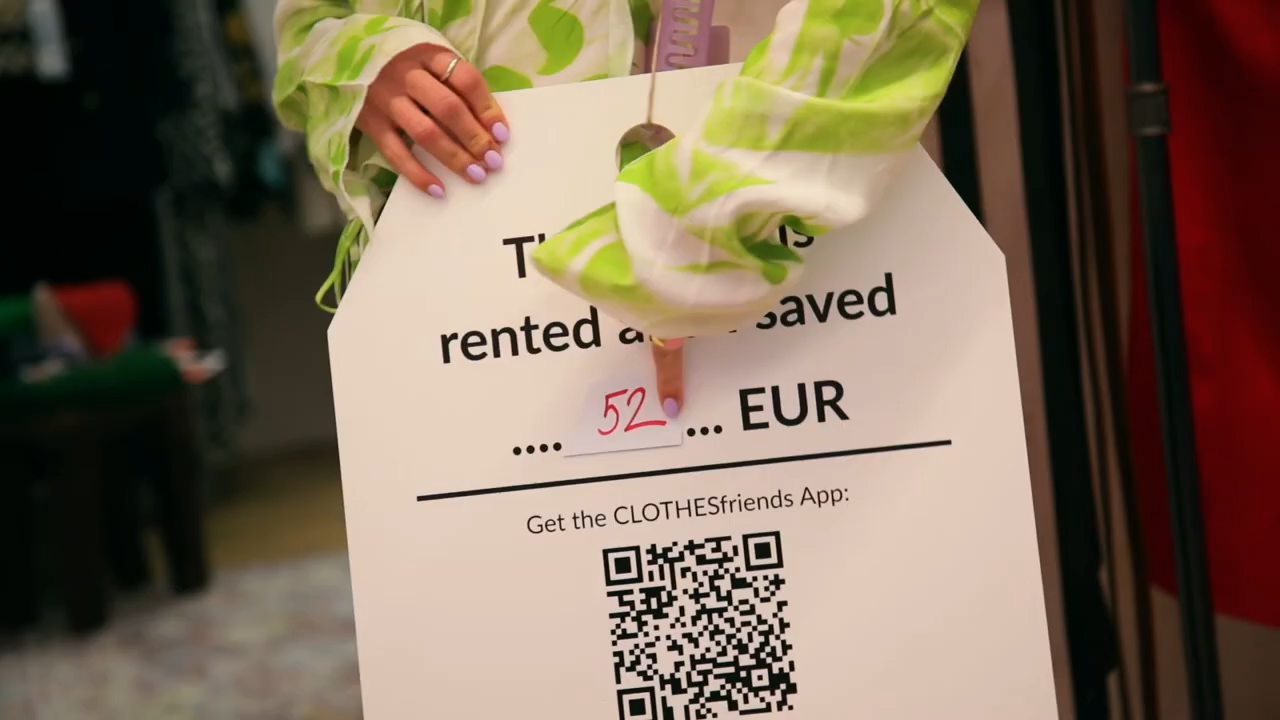 rented saved
.... 52 ... EUR
Get the CLOTHESfriends App: